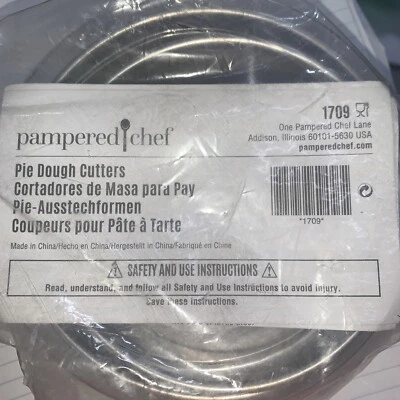 pampered chef
1709
One Pampered Chef Lane
Addison, Illinois 60101-5630 USA
pamperedchef.com
Pie Dough Cutters
Cortadores de Masa para Pay
Pie-Ausstechformen
Coupeurs pour Pâte à Tarte
Made in China/Hecho en China/Hergestellt in China/Fabriqué en Chine
*1709*
SAFETY AND USE INSTRUCTIONS
Read, understand, and follow all Safety and Use Instructions to avoid injury.
Save these instructions.